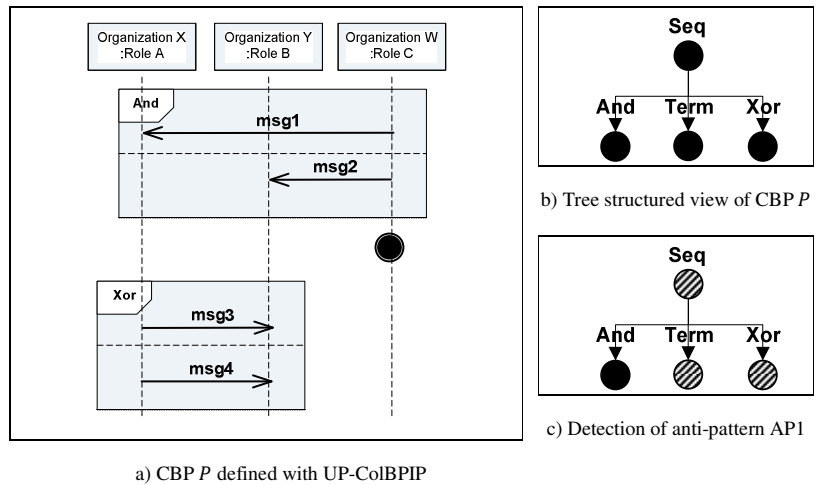 Organization X
:Role A
Organization Y
:Role B
Organization W
:Role C
And
msg1
msg2
Xor
msg3
msg4
a) CBP P defined with UP-ColBPIP
Seq
And Term Xor
b) Tree structured view of CBP P
Seq
And Term Xor
c) Detection of anti-pattern AP1